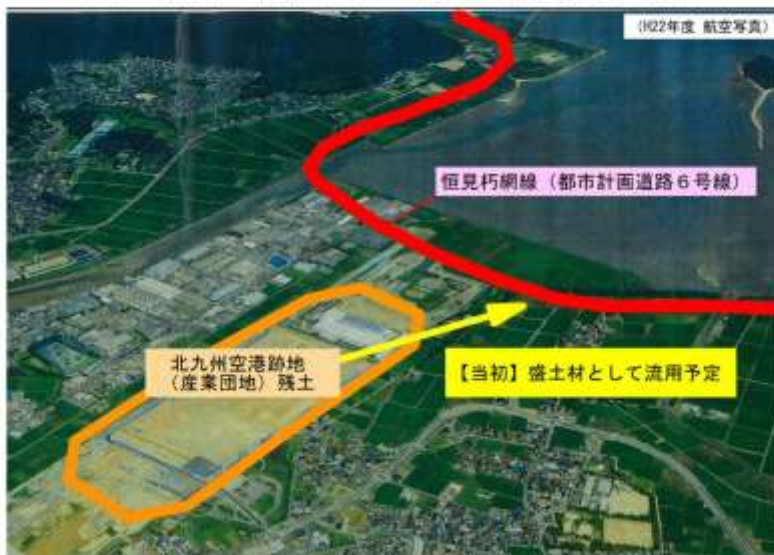 (H22年度 航空写真)
恒見朽網線（都市計画道路６号線）
北九州空港跡地
（産業団地）残土
【当初】盛土材として流用予定